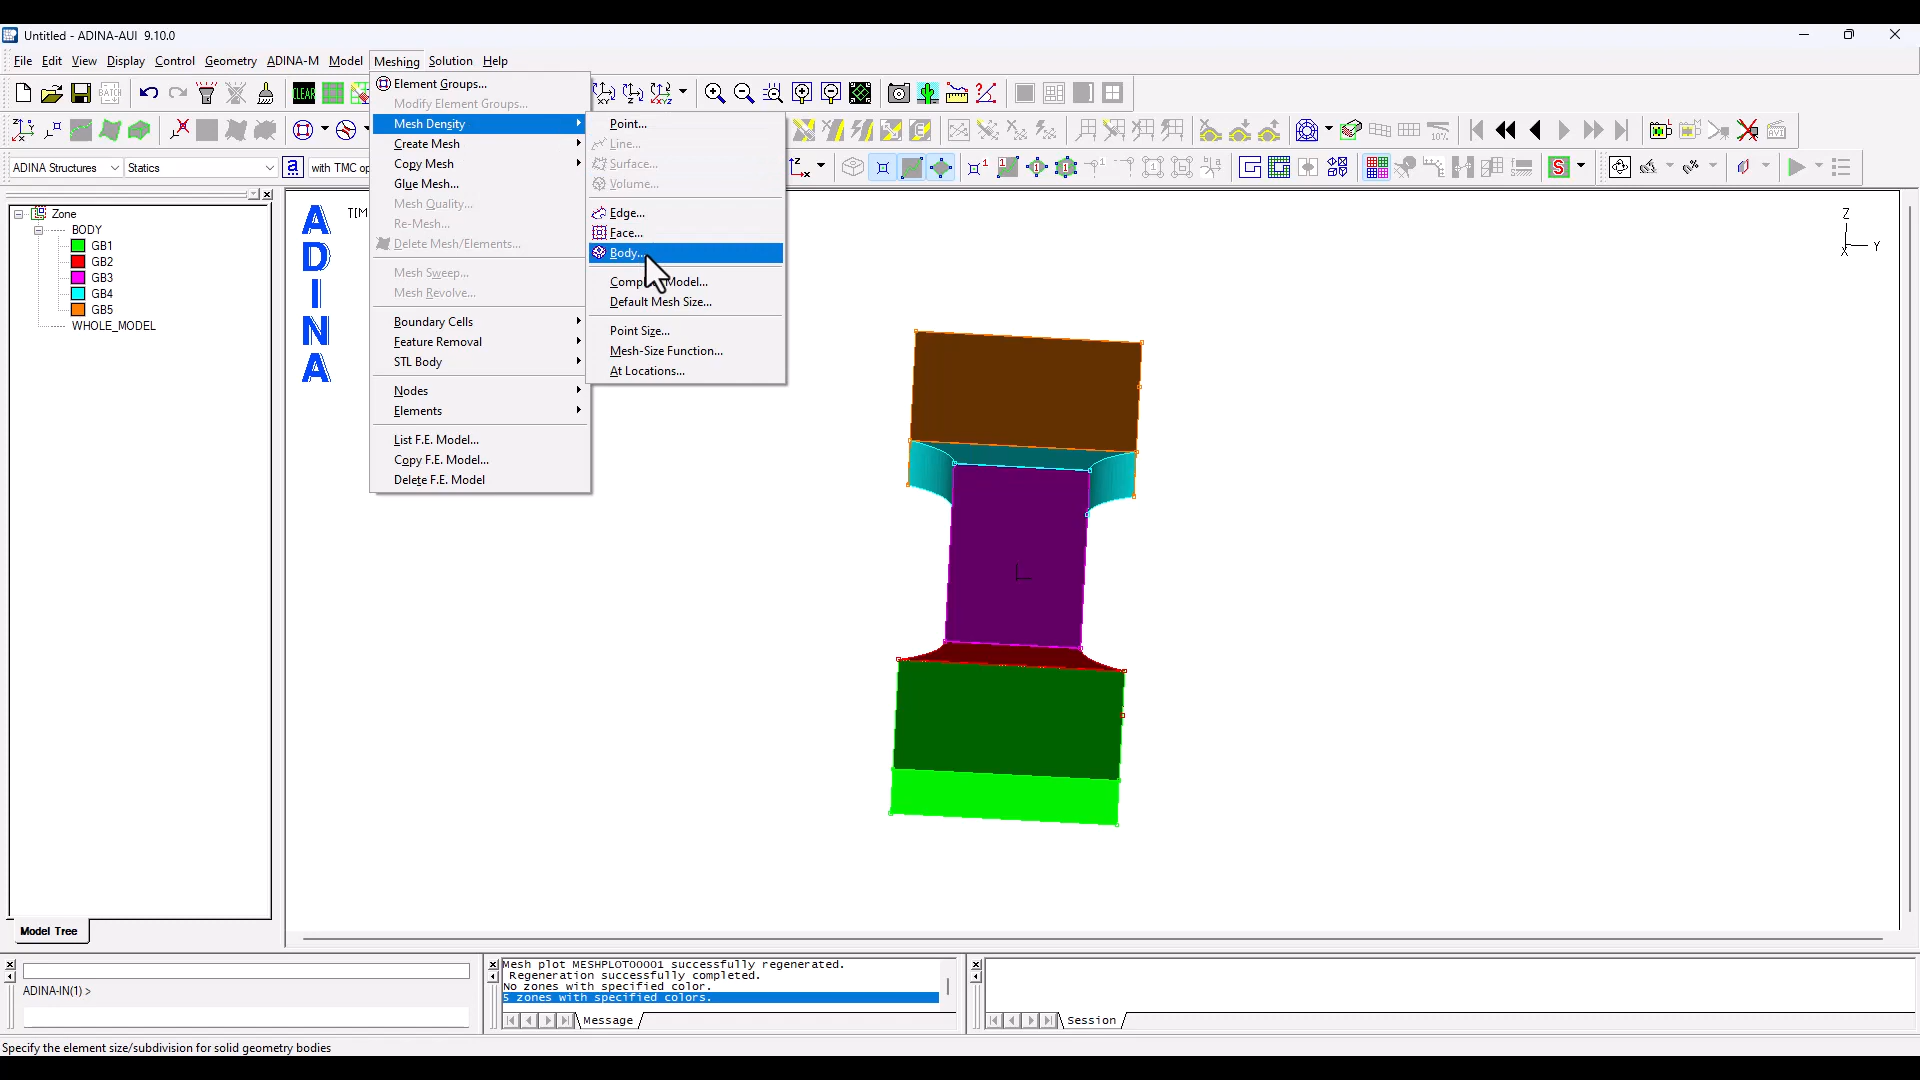 Untitled - ADINA-AUI 9.10.0
File Edit View Display Control Geometry ADINA-M Model Meshing Solution Help
BATCH
CLEAR
ADINA Structures
Statics
a
with TMC op
Element Groups...
Modify Element Groups...
Mesh Density
Create Mesh
Copy Mesh
Glue Mesh...
Mesh Quality...
Re-Mesh...
Delete Mesh/Elements...
Mesh Sweep...
Mesh Revolve...
Boundary Cells
Feature Removal
STL Body
Nodes
Elements
List F.E. Model...
Copy F.E. Model...
Delete F.E. Model
Point...
Line...
Surface...
Volume...
Edge...
Face...
Body...
Model...
Default Mesh Size...
Point Size...
Mesh-Size Function...
At Locations...
Zone
BODY
GB1
GB2
GB3
GB4
GB5
WHOLE_MODEL
Model Tree
A
D
I
N
A
TIM
Z
Y
X
ADINA-IN(1) >
Mesh plot MESHPLOT00001 successfully regenerated.
Regeneration successfully completed.
No zones with specified color.
5 zones with specified colors.
Message
Session
Specify the element size/subdivision for solid geometry bodies